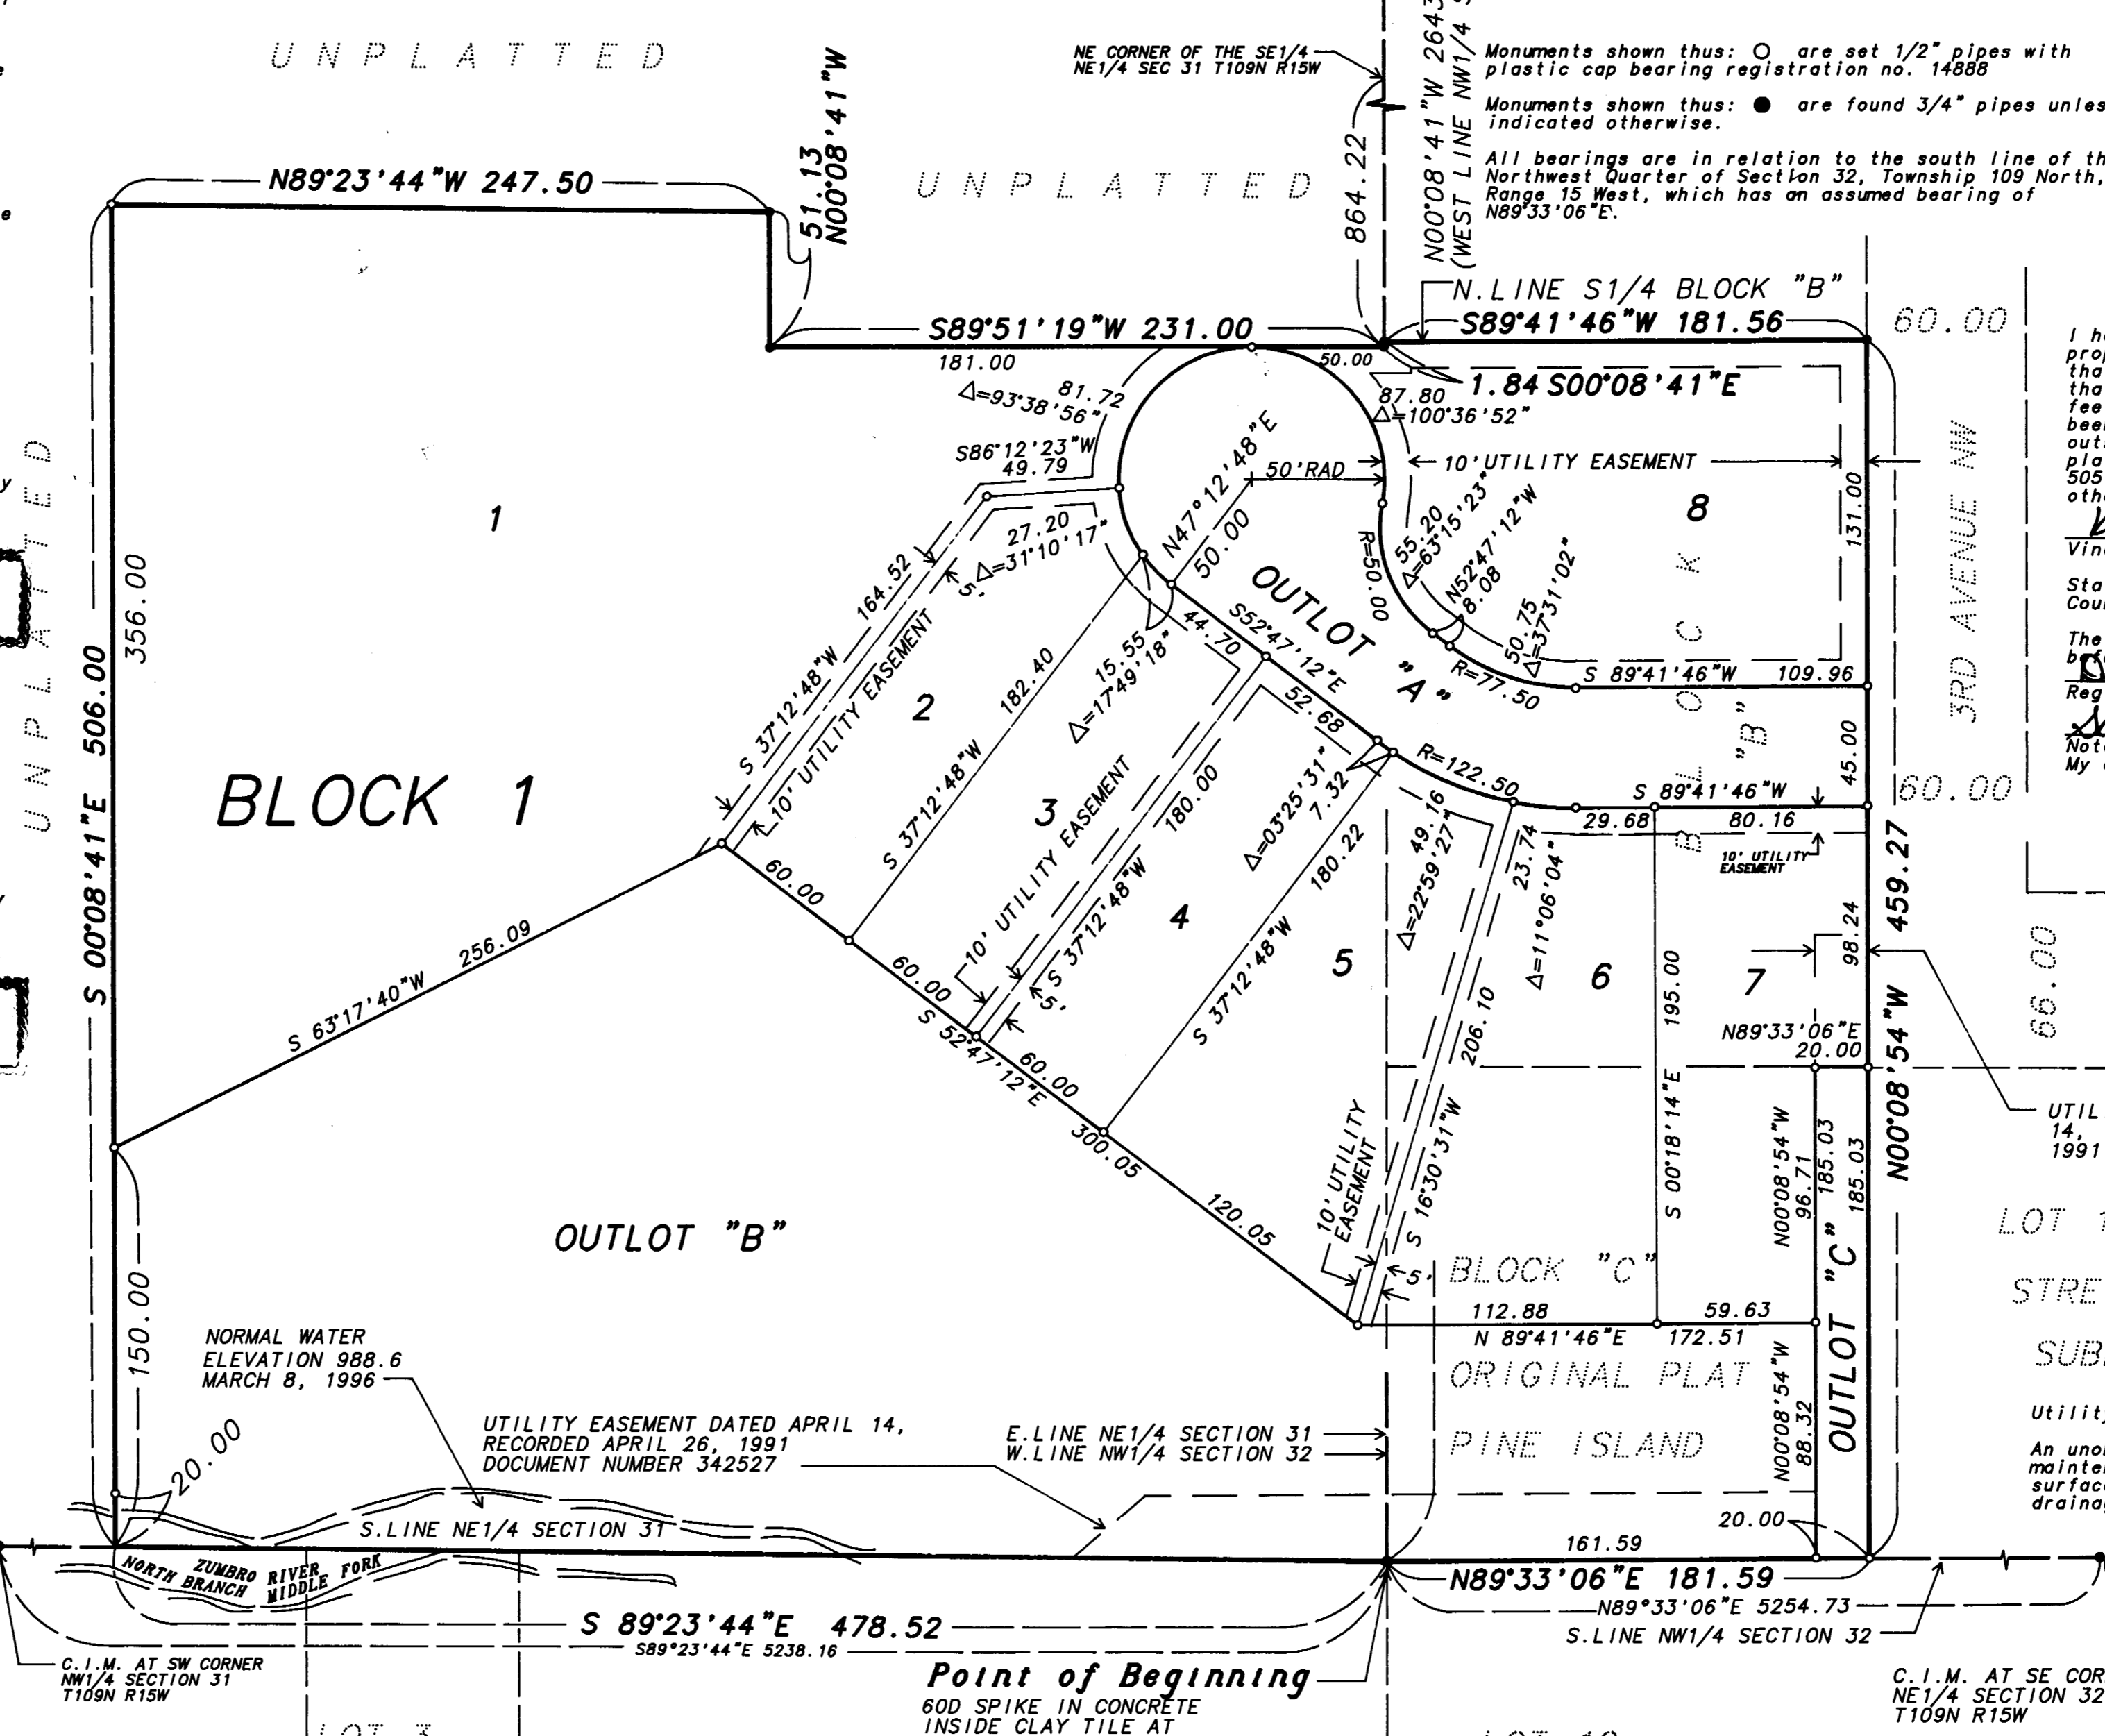 UNPLATTED
N89°23'44"W 247.50
51.13
N00°08'41"W
NE CORNER OF THE SE1/4
NE1/4 SEC 31 T109N R15W
UNPLATTED
864.22
N00°08'41"W 2643
(WEST LINE NW1/4
Monuments shown thus: O are set 1/2" pipes with
plastic cap bearing registration no. 14888
Monuments shown thus: ● are found 3/4" pipes unles
indicated otherwise.
All bearings are in relation to the south line of th
Northwest Quarter of Section 32, Township 109 North,
Range 15 West, which has an assumed bearing of
N89°33'06"E.
N.LINE S1/4 BLOCK "B"
S89°41'46"W 181.56
60.00
S89°51'19"W 231.00
181.00
50.00
1.84 S00°08'41"E
81.72
Δ=93°38'56"
87.80
Δ=100°36'52"
S86°12'23"W
49.79
N47°12'48"E
50.00
50'RAD
10'UTILITY EASEMENT
8
131.00
3RD AVENUE NW
UNPLATTED
1
356.00
S 00°08'41"E 506.00
27.20
Δ=31°10'17"
164.52
S 37°12'48"W
5'
10' UTILITY EASEMENT
2
182.40
S 37°12'48"W
15.55
Δ=17°49'18"
44.70
S52°47'12"E
52.68
OUTLOT "A"
R=50.00
55.20
Δ=63°15'23"
N52°47'12"W
8.08
50.75
Δ=37°31'02"
R=77.50
S 89°41'46"W 109.96
BLOCK "B"
45.00
60.00
R=122.50
S 89°41'46"W
29.68
80.16
10' UTILITY
EASEMENT
BLOCK 1
3
10' UTILITY EASEMENT
180.00
S 37°12'48"W
5'
4
Δ=03°25'31"
7.32
180.22
S 37°12'48"W
5
49.16
Δ=22°59'27"
23.74
Δ=11°06'04"
6
7
98.24
N00°08'54"W 459.27
66.00
195.00
S 00°18'14"E
N89°33'06"E
20.00
206.10
S 16°30'31"W
10' UTILITY
EASEMENT
5'
60.00
60.00
S 52°47'12"E
60.00
300.05
120.05
256.09
S 63°17'40"W
OUTLOT "B"
150.00
20.00
N00°08'54"W
96.71
185.03
185.03
OUTLOT "C"
N00°08'54"W
88.32
UTIL
14,
1991
LOT 1
STRE
BLOCK "C"
112.88
59.63
N 89°41'46"E 172.51
ORIGINAL PLAT
PINE ISLAND
NORMAL WATER
ELEVATION 988.6
MARCH 8, 1996
UTILITY EASEMENT DATED APRIL 14,
RECORDED APRIL 26, 1991
DOCUMENT NUMBER 342527
E.LINE NE1/4 SECTION 31
W.LINE NW1/4 SECTION 32
Utility
An unob
mainten
surface
drainag
S.LINE NE1/4 SECTION 31
20.00
161.59
NORTH BRANCH
ZUMBRO RIVER
MIDDLE FORK
N89°33'06"E 181.59
N89°33'06"E 5254.73
S.LINE NW1/4 SECTION 32
S 89°23'44"E 478.52
S89°23'44"E 5238.16
C.I.M. AT SW CORNER
NW1/4 SECTION 31
T109N R15W
Point of Beginning
60D SPIKE IN CONCRETE
INSIDE CLAY TILE AT
C.I.M. AT SE COR
NE1/4 SECTION 32
T109N R15W
LOT 3